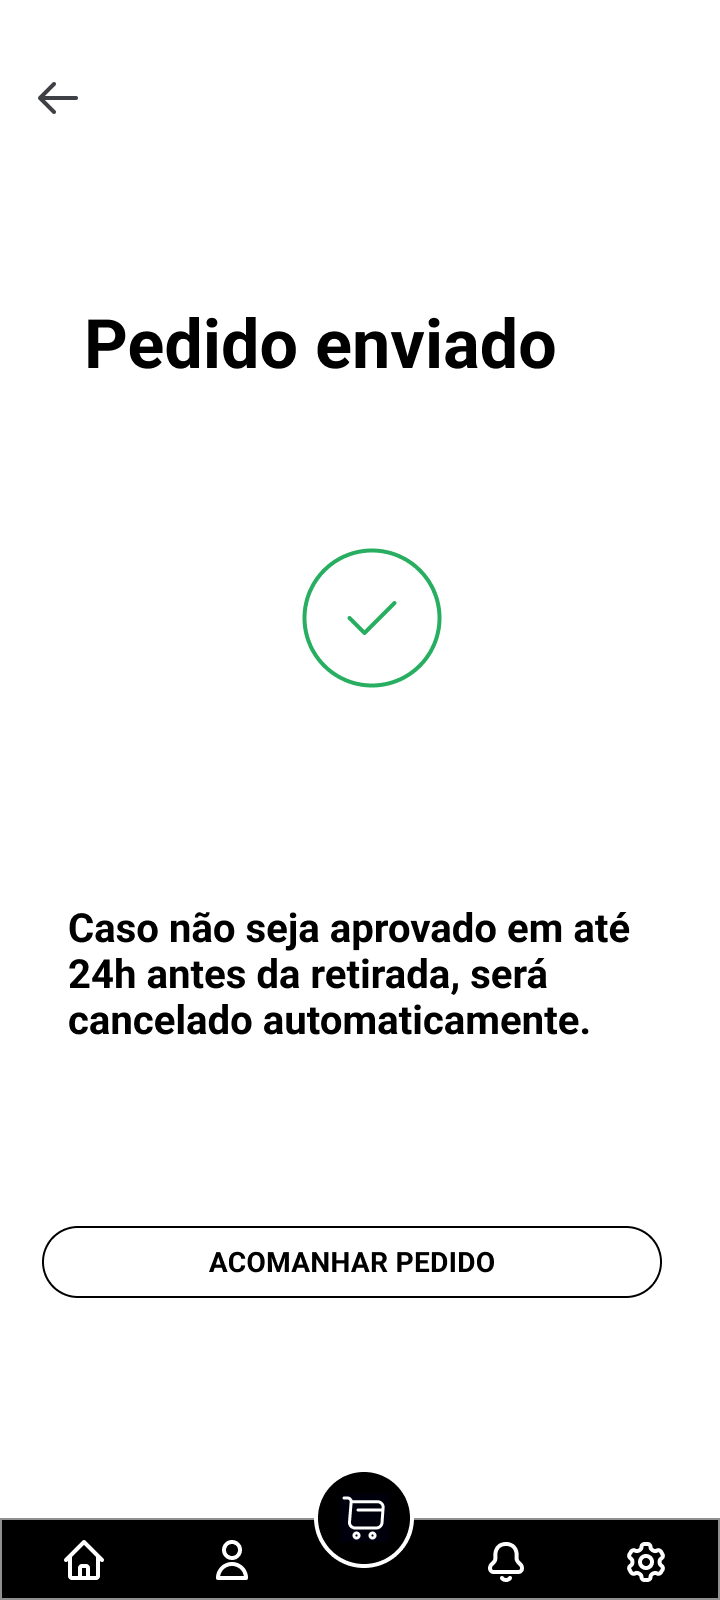 Pedido enviado
Caso não seja aprovado em até
24h antes da retirada, será
cancelado automaticamente.
ACOMANHAR PEDIDO